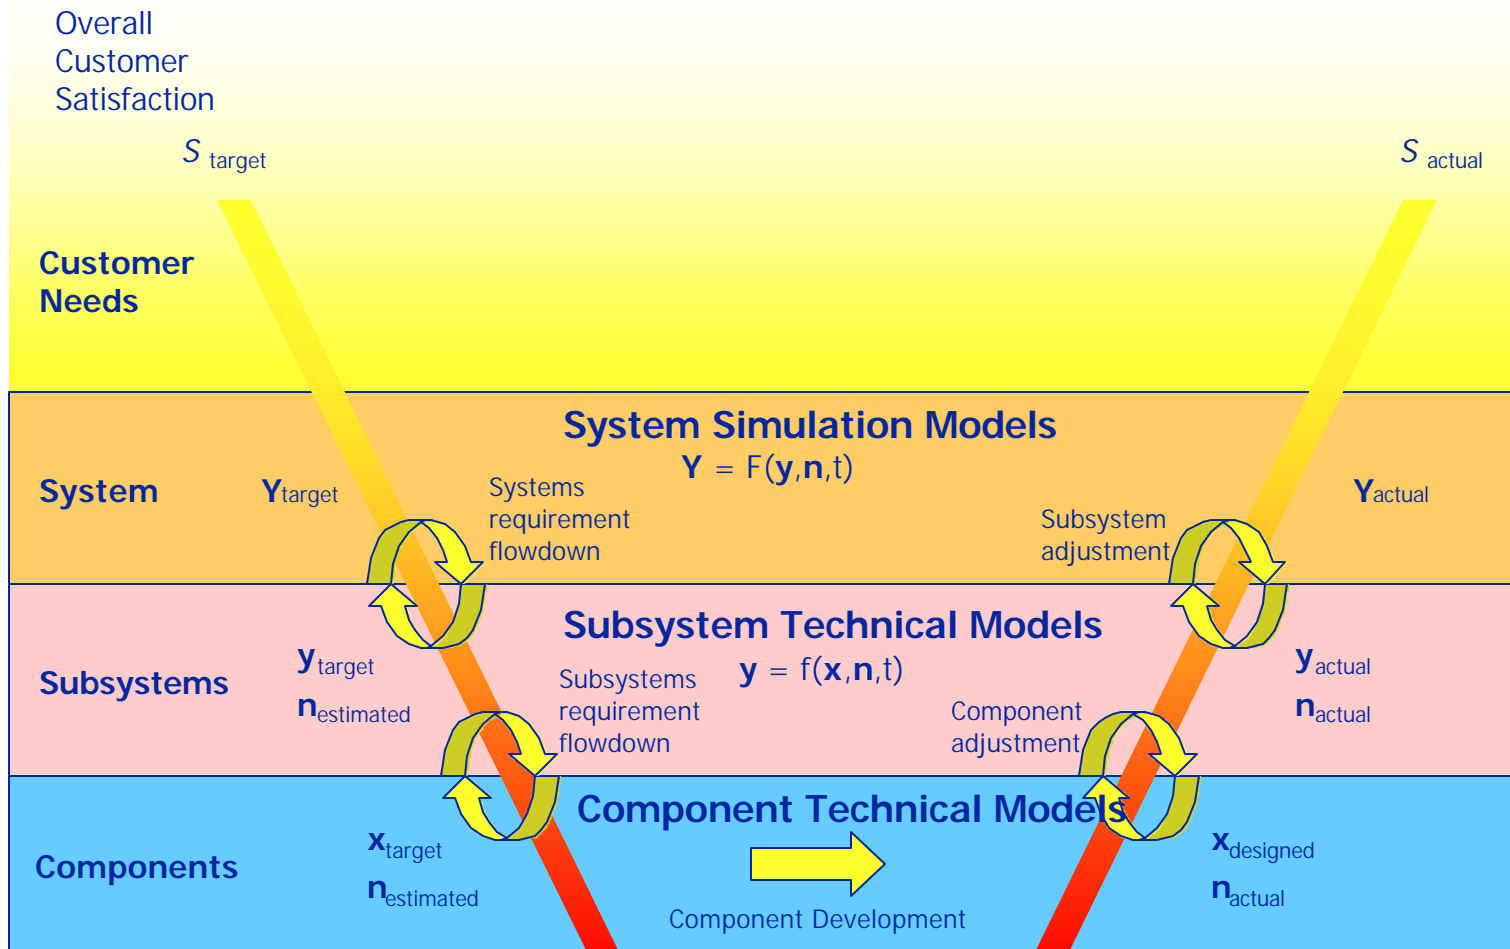 Overall
Customer
Satisfaction
S target
S actual
Customer
Needs
System Simulation Models
Y = F(y,n,t)
System
Ytarget
Systems
requirement
flowdown
Subsystem
adjustment
Yactual
Subsystem Technical Models
y = f(x,n,t)
Subsystems
ytarget
nestimated
Subsystems
requirement
flowdown
Component
adjustment
yactual
nactual
Component Technical Models
Components
xtarget
nestimated
Component Development
xdesigned
nactual